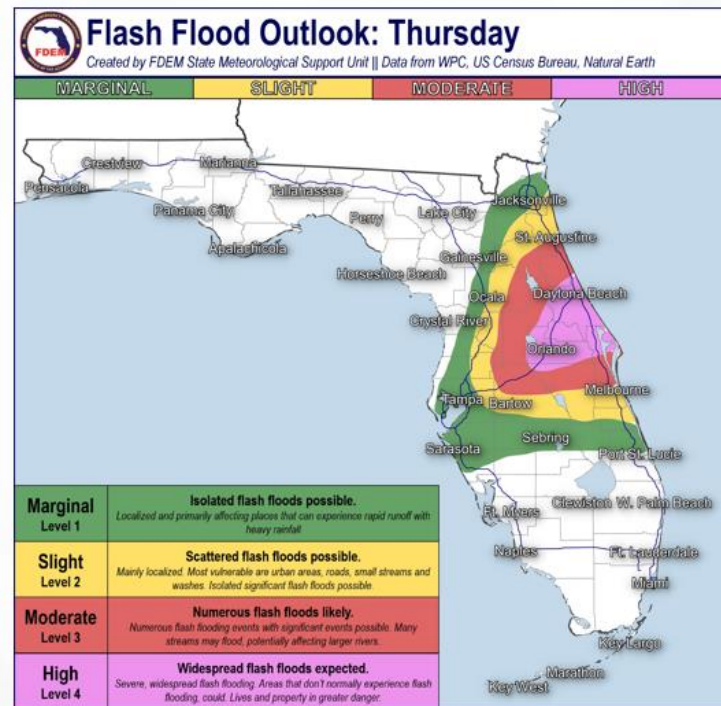 FDEM
Flash Flood Outlook: Thursday
Created by FDEM State Meteorological Support Unit || Data from WPC, US Census Bureau, Natural Earth
MARGINAL SLIGHT MODERATE HIGH
Crestview
Marianna
Pensacola
Tallahassee
Jacksonville
Panama City
Perry
Lake City
St. Augustine
Apalachicola
Gainesville
Horseshoe Beach
Ocala
Daytona Beach
Crystal River
Orlando
Melbourne
Tampa
Bartow
Sarasota
Sebring
Port St. Lucie
Clewiston
W. Palm Beach
Ft. Myers
Naples
Ft. Lauderdale
Miami
Key Largo
Marathon
Key West
Marginal
Level 1
Isolated flash floods possible.
Localized and primarily affecting places that can experience rapid runoff with
heavy rainfall
Slight
Level 2
Scattered flash floods possible.
Mainly localized. Most vulnerable are urban areas, roads, small streams and
washes. Isolated significant flash floods possible
Moderate
Level 3
Numerous flash floods likely.
Numerous flash flooding events with significant events possible. Many
streams may flood, potentially affecting larger rivers.
High
Level 4
Widespread flash floods expected.
Severe, widespread flash flooding. Areas that don't normally experience flash
flooding, could. Lives and property in greater danger.